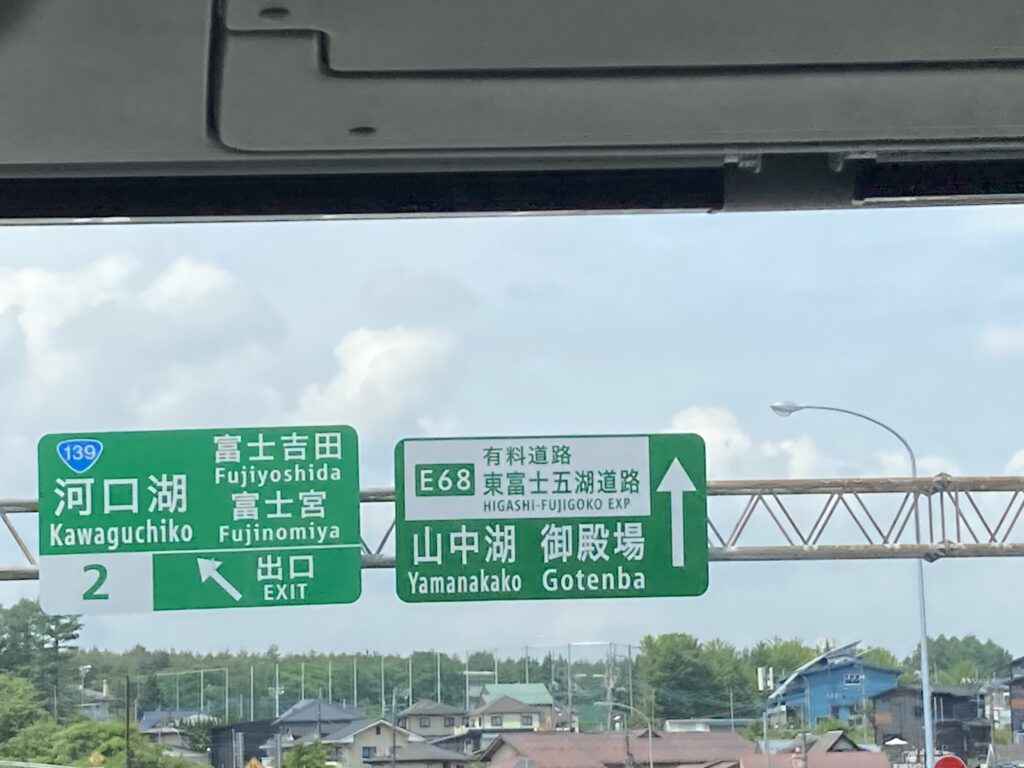 139
富士吉田
Fujiyoshida
河口湖
Kawaguchiko
富士宮
Fujinomiya
2
出口
EXIT
E68
有料道路
東富士五湖道路
HIGASHI-FUJIGOKO EXP
山中湖 御殿場
Yamanakako Gotenba